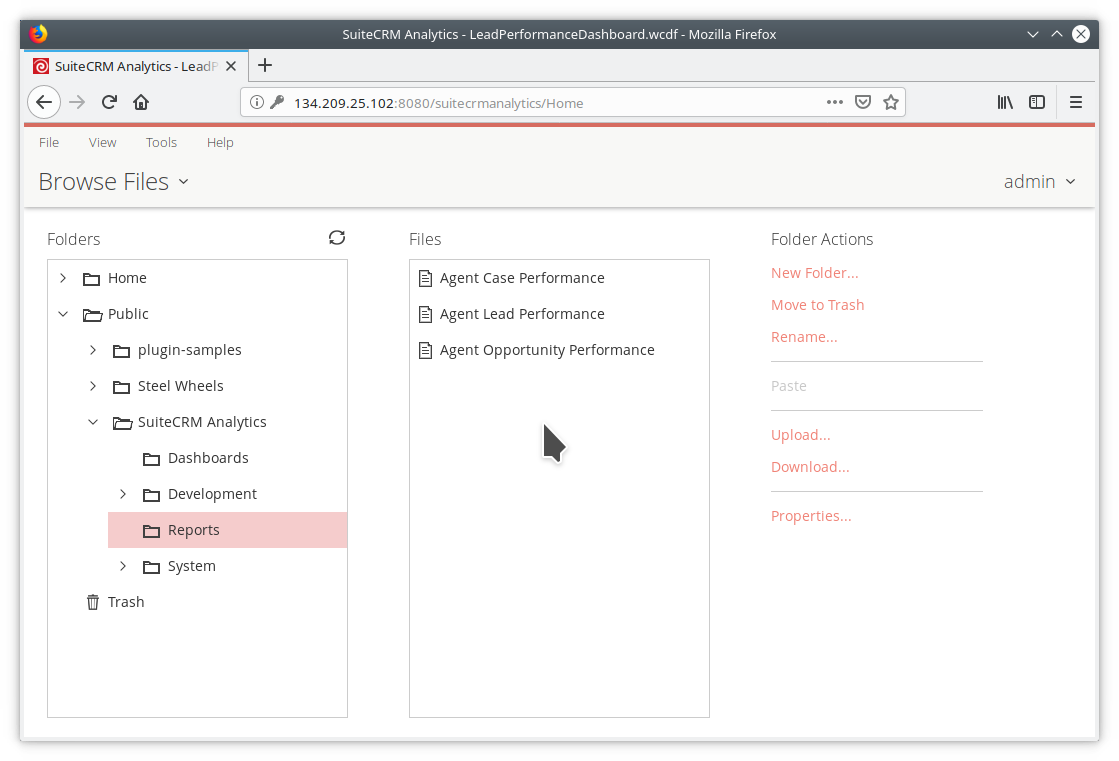 SuiteCRM Analytics - LeadPerformanceDashboard.wcdf - Mozilla Firefox
SuiteCRM Analytics - LeadP
134.209.25.102:8080/suitecrmanalytics/Home
File View Tools Help
Browse Files
admin
Folders
Home
Public
plugin-samples
Steel Wheels
SuiteCRM Analytics
Dashboards
Development
Reports
System
Trash
Files
Agent Case Performance
Agent Lead Performance
Agent Opportunity Performance
Folder Actions
New Folder...
Move to Trash
Rename...
Paste
Upload...
Download...
Properties...